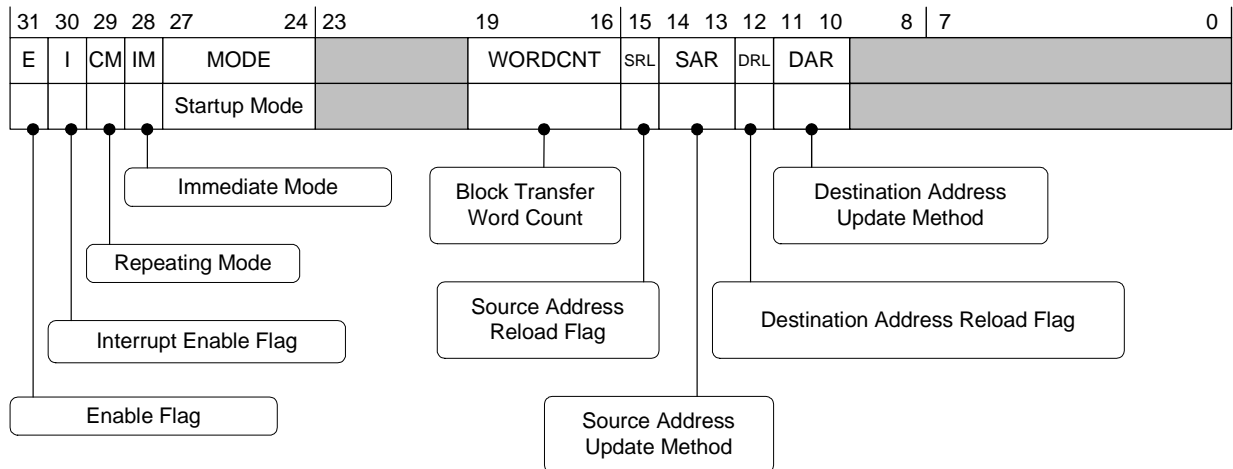 31 30 29 28 27 24 23 19 16 15 14 13 12 11 10 8 7 0
E I CM IM MODE WORDCNT SRL SAR DRL DAR
Startup Mode
Immediate Mode
Block Transfer
Word Count
Destination Address
Update Method
Repeating Mode
Source Address
Reload Flag
Destination Address Reload Flag
Interrupt Enable Flag
Enable Flag
Source Address
Update Method